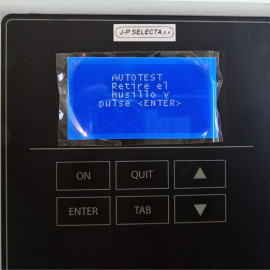 J-P SELECTA s.a.
AUTOTEST
Retire el
husillo y
pulse <ENTER>
ON QUIT
ENTER TAB